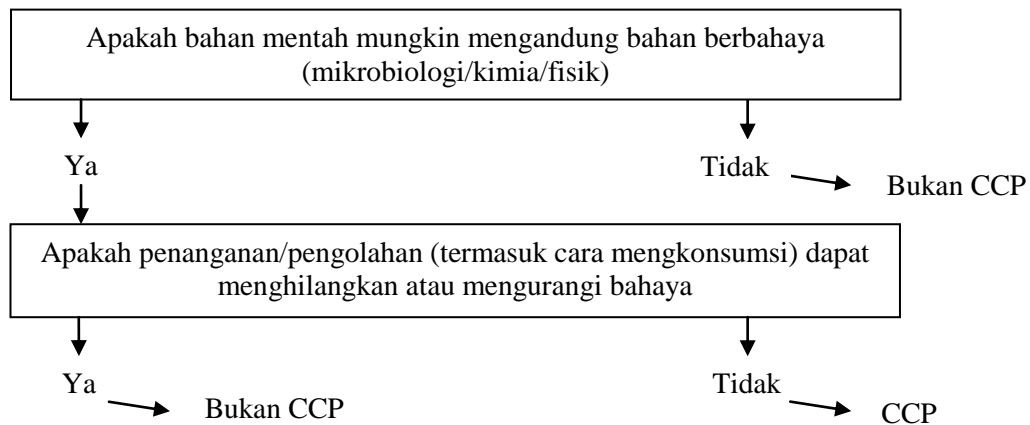 Apakah bahan mentah mungkin mengandung bahan berbahaya
(mikrobiologi/kimia/fisik)
Ya
Tidak
Bukan CCP
Apakah penanganan/pengolahan (termasuk cara mengkonsumsi) dapat
menghilangkan atau mengurangi bahaya
Ya
Bukan CCP
Tidak
CCP